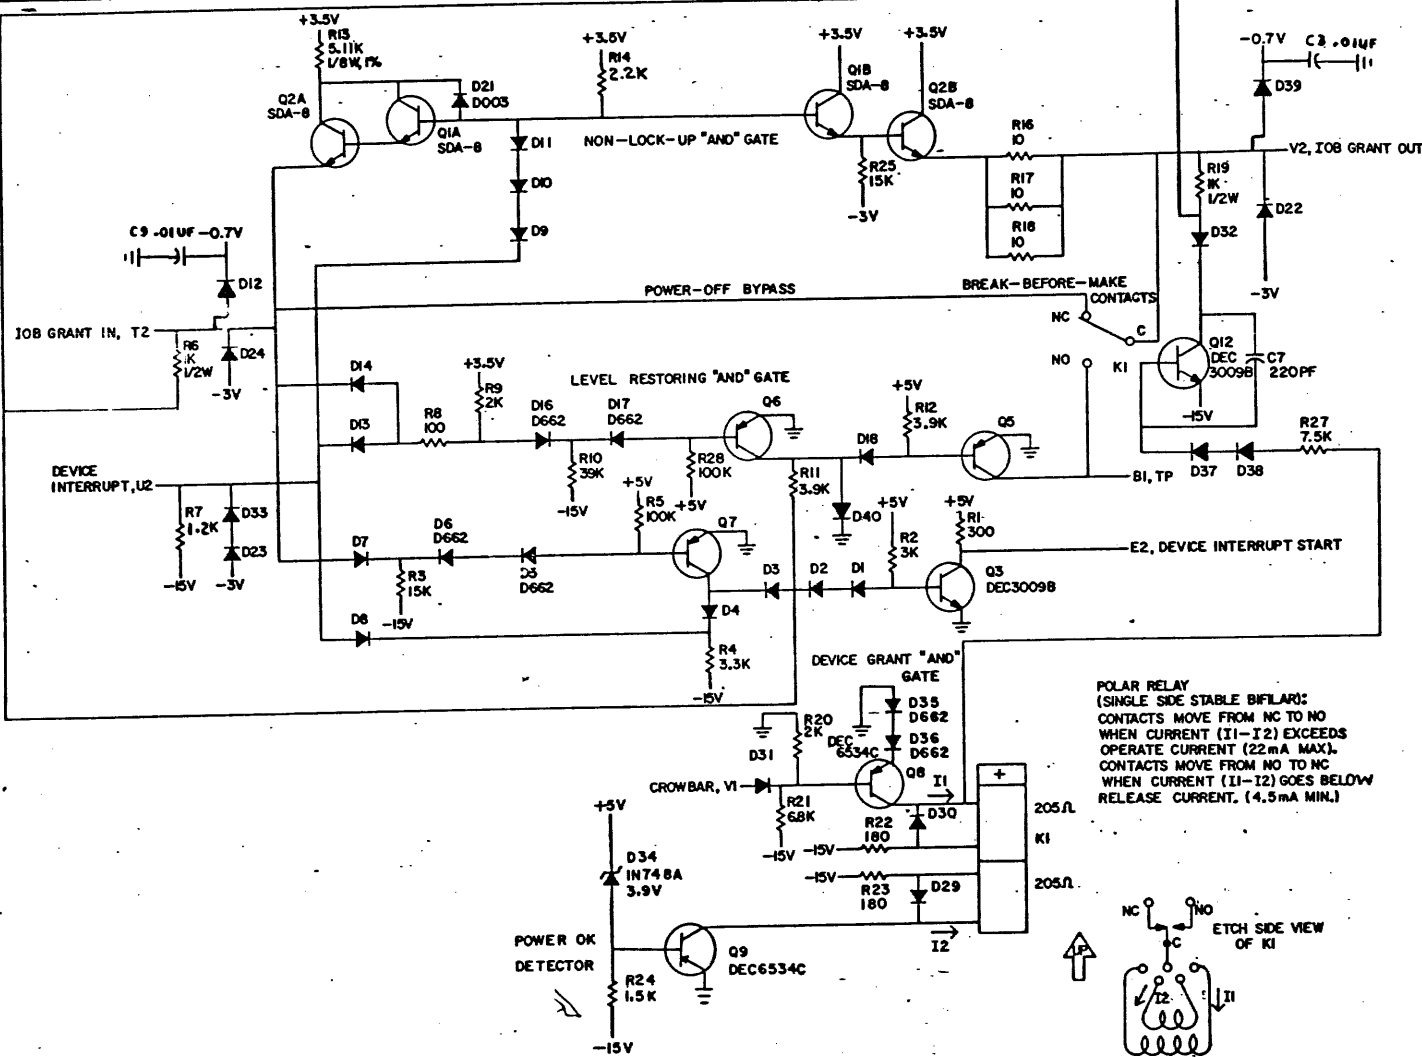 +3.5V
R13
5.11K
1/8W,1%
Q2A
SDA-8
Q1A
SDA-8
D21
D003
+3.5V
R14
2.2K
NON-LOCK-UP "AND" GATE
D11
D10
D9
+3.5V
+3.5V
Q1B
SDA-8
Q2B
SDA-8
R25
15K
-3V
R16
10
R17
10
R18
10
-0.7V
C3 .01UF
D39
V2, IOB GRANT OUT
R19
1K
1/2W
D22
D32
-3V
C9 .01UF -0.7V
D12
IOB GRANT IN, T2
R6
1K
1/2W
D24
-3V
POWER-OFF BYPASS
BREAK-BEFORE-MAKE
CONTACTS
NC
C
NO
K1
Q12
DEC
3009B
C7
220PF
-15V
R27
7.5K
D37
D38
D14
D13
R8
100
+3.5V
R9
2K
LEVEL RESTORING "AND" GATE
D16
D662
D17
D662
Q6
R10
39K
-15V
R28
100K
+5V
R11
3.9K
D18
+5V
R12
3.9K
Q5
B1, TP
D40
DEVICE
INTERRUPT, U2
R7
1.2K
D33
D23
-15V
-3V
D7
D6
D662
R3
15K
-15V
D5
D662
+5V
R5
100K
Q7
D3
D2
D1
+5V
R2
3K
+5V
R1
300
E2, DEVICE INTERRUPT START
Q3
DEC3009B
D8
D4
R4
3.3K
-15V
DEVICE GRANT "AND"
GATE
R20
2K
D31
CROWBAR, V1
R21
68K
-15V
DEC
6534C
D35
D662
D36
D662
Q8
I1
D30
R22
180
-15V
-15V
R23
180
D29
I2
+
205Ω
K1
205Ω
POLAR RELAY
(SINGLE SIDE STABLE BIFILAR):
CONTACTS MOVE FROM NC TO NO
WHEN CURRENT (I1-I2) EXCEEDS
OPERATE CURRENT (22mA MAX).
CONTACTS MOVE FROM NO TO NC
WHEN CURRENT (I1-I2) GOES BELOW
RELEASE CURRENT. (4.5mA MIN.)
+5V
D34
IN748A
3.9V
POWER OK
DETECTOR
Q9
DEC6534C
R24
1.5K
-15V
UP
NC
NO
C
ETCH SIDE VIEW
OF K1
I2
I1